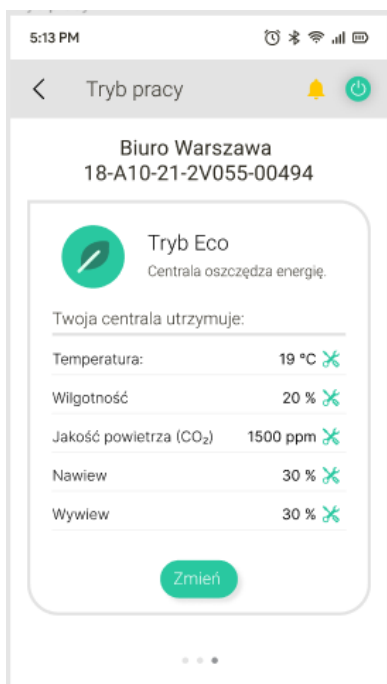 5:13 PM
Tryb pracy
Biuro Warszawa
18-A10-21-2V055-00494
Tryb Eco
Centrala oszczędza energię.
Twoja centrala utrzymuje:
Temperatura: 19 °C
Wilgotność 20 %
Jakość powietrza (CO₂) 1500 ppm
Nawiew 30 %
Wywiew 30 %
Zmień